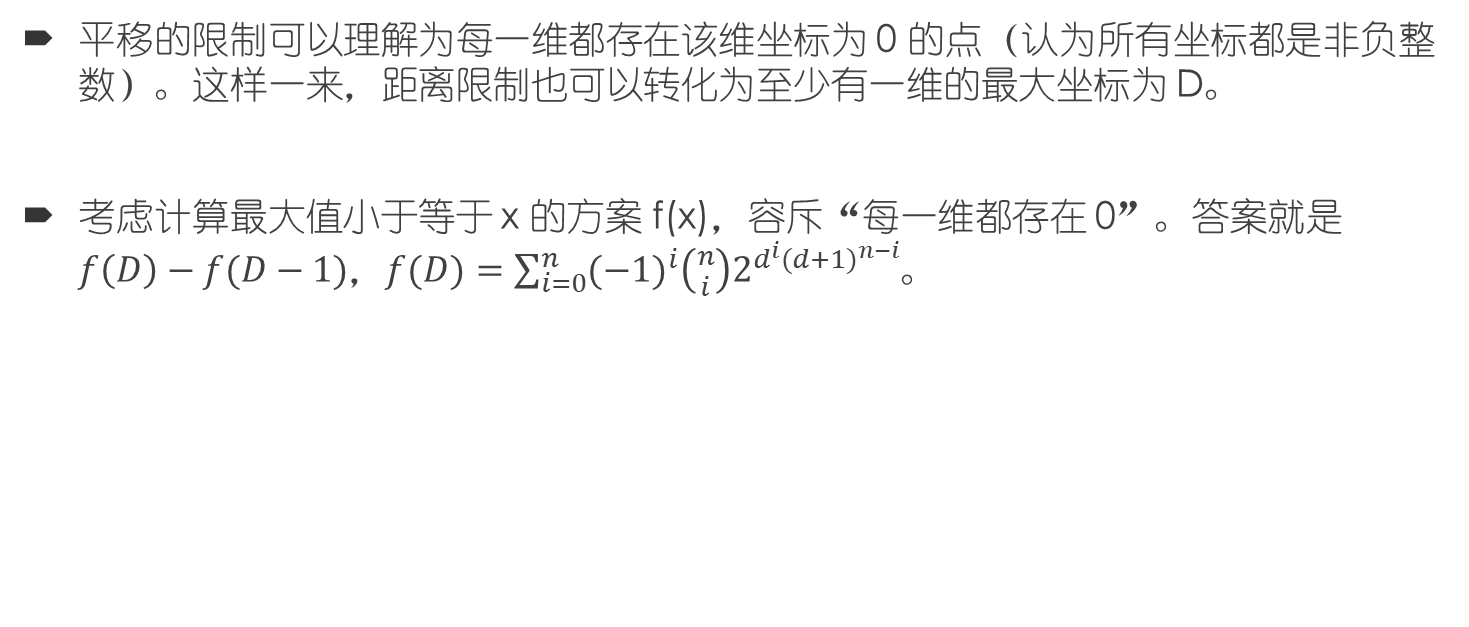 平移的限制可以理解为每一维都存在该维坐标为 0 的点（认为所有坐标都是非负整
数）。这样一来，距离限制也可以转化为至少有一维的最大坐标为 D。
考虑计算最大值小于等于 x 的方案 f(x)，容斥“每一维都存在 0”。答案就是
$f(D) - f(D-1)$，$f(D) = \sum_{i=0}^{n}(-1)^i\binom{n}{i}2^{d^i(d+1)^{n-i}}$。